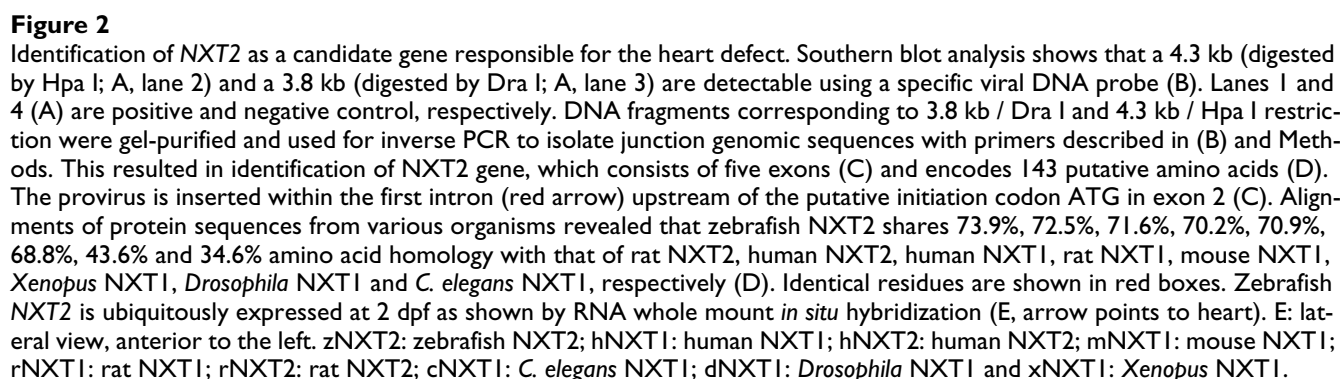 Figure 2
Identification of NXT2 as a candidate gene responsible for the heart defect. Southern blot analysis shows that a 4.3 kb (digested
by Hpa I; A, lane 2) and a 3.8 kb (digested by Dra I; A, lane 3) are detectable using a specific viral DNA probe (B). Lanes 1 and
4 (A) are positive and negative control, respectively. DNA fragments corresponding to 3.8 kb / Dra I and 4.3 kb / Hpa I restric-
tion were gel-purified and used for inverse PCR to isolate junction genomic sequences with primers described in (B) and Meth-
ods. This resulted in identification of NXT2 gene, which consists of five exons (C) and encodes 143 putative amino acids (D).
The provirus is inserted within the first intron (red arrow) upstream of the putative initiation codon ATG in exon 2 (C). Align-
ments of protein sequences from various organisms revealed that zebrafish NXT2 shares 73.9%, 72.5%, 71.6%, 70.2%, 70.9%,
68.8%, 43.6% and 34.6% amino acid homology with that of rat NXT2, human NXT2, human NXT1, rat NXT1, mouse NXT1,
Xenopus NXT1, Drosophila NXT1 and C. elegans NXT1, respectively (D). Identical residues are shown in red boxes. Zebrafish
NXT2 is ubiquitously expressed at 2 dpf as shown by RNA whole mount in situ hybridization (E, arrow points to heart). E: lat-
eral view, anterior to the left. zNXT2: zebrafish NXT2; hNXT1: human NXT1; hNXT2: human NXT2; mNXT1: mouse NXT1;
rNXT1: rat NXT1; rNXT2: rat NXT2; cNXT1: C. elegans NXT1; dNXT1: Drosophila NXT1 and xNXT1: Xenopus NXT1.